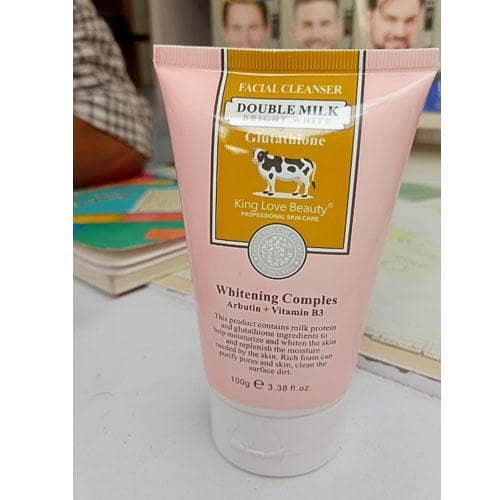 FACIAL CLEANSER
DOUBLE MILK
BRIGHT WHITE
Glutathione
King Love Beauty®
PROFESSIONAL SKIN CARE
Whitening Comples
Arbutin + Vitamin B3
This product contains milk protein
and glutathione ingredients to
help moisturize and whiten the skin
and replenish the moisture
needed by the skin. Rich foam can
purify pores and skin, clean the
surface dirt.
100g ℮ 3.38 fl.oz.